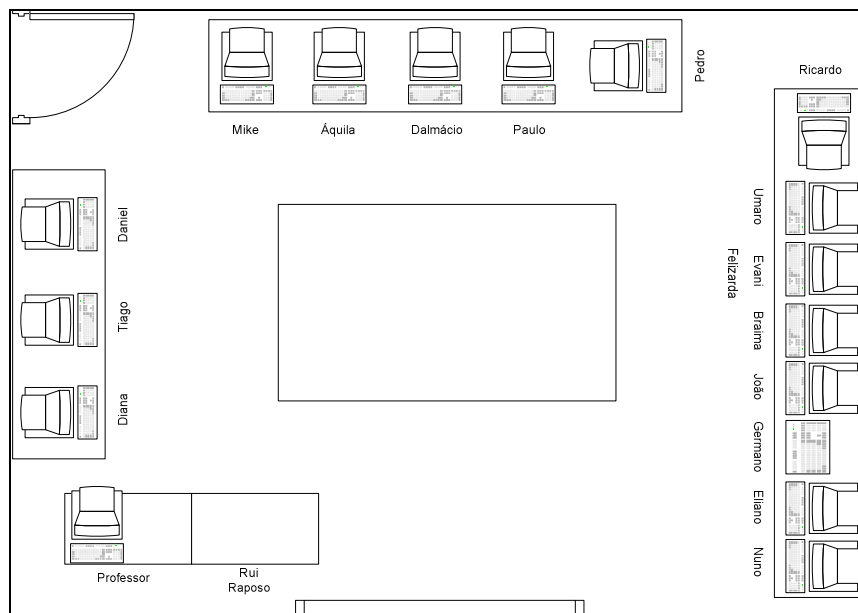 Pedro
Ricardo
Mike
Áquila
Dalmácio
Paulo
Daniel
Umaro
Evani
Felizarda
Tiago
Braima
João
Diana
Germano
Eliano
Nuno
Professor
Rui
Raposo